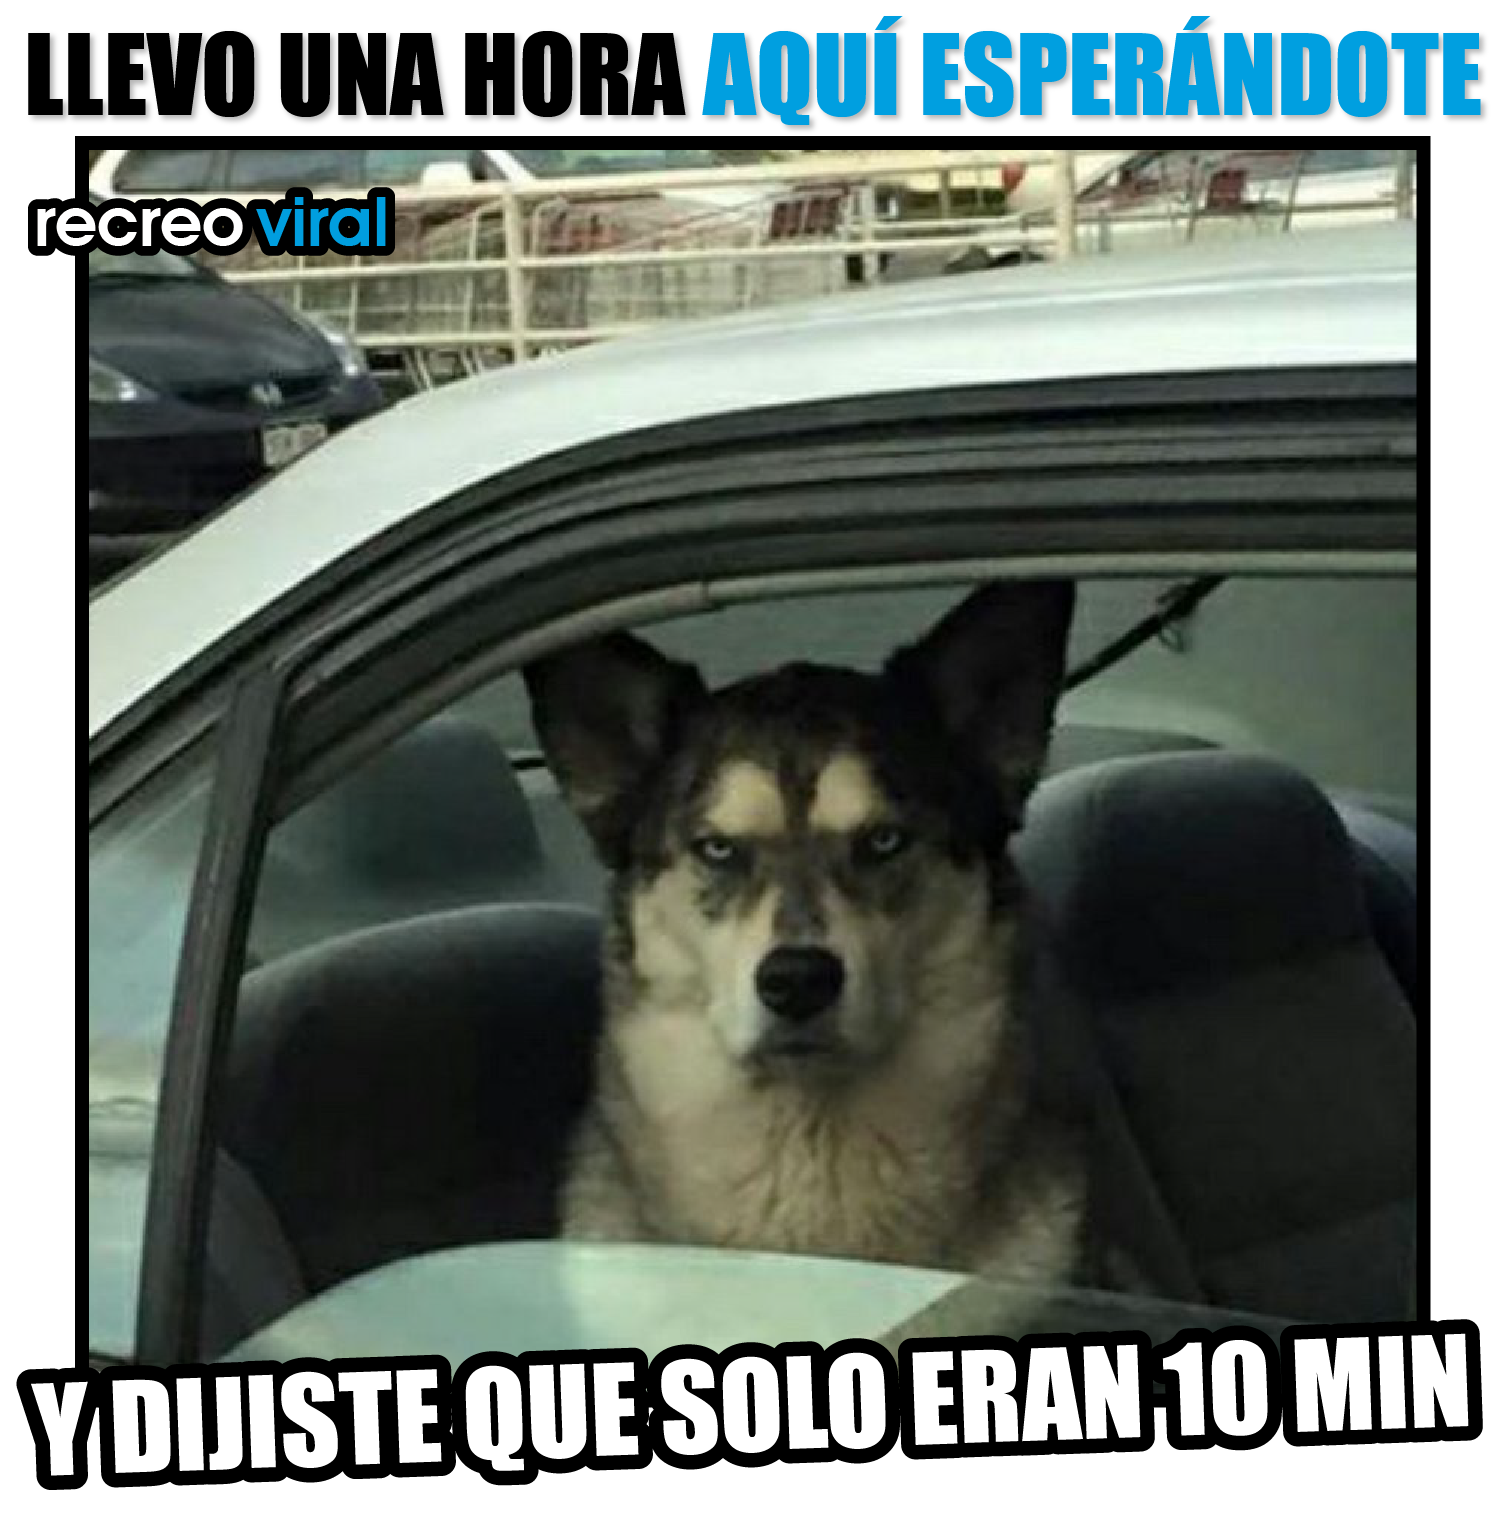 LLEVO UNA HORA AQUÍ ESPERÁNDOTE
recreo viral
Y DIJISTE QUE SOLO ERAN 10 MIN